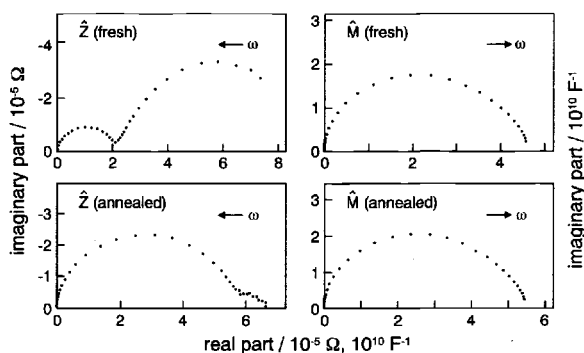 Ẑ (fresh)
← ω
M̂ (fresh)
→ ω
-4
-2
0
0 2 4 6 8
3
2
1
0
0 2 4 6
Ẑ (annealed)
← ω
M̂ (annealed)
→ ω
-3
-2
-1
0
0 2 4 6
3
2
1
0
0 2 4 6
imaginary part / 10⁻⁵ Ω
imaginary part / 10¹⁰ F⁻¹
real part / 10⁻⁵ Ω, 10¹⁰ F⁻¹